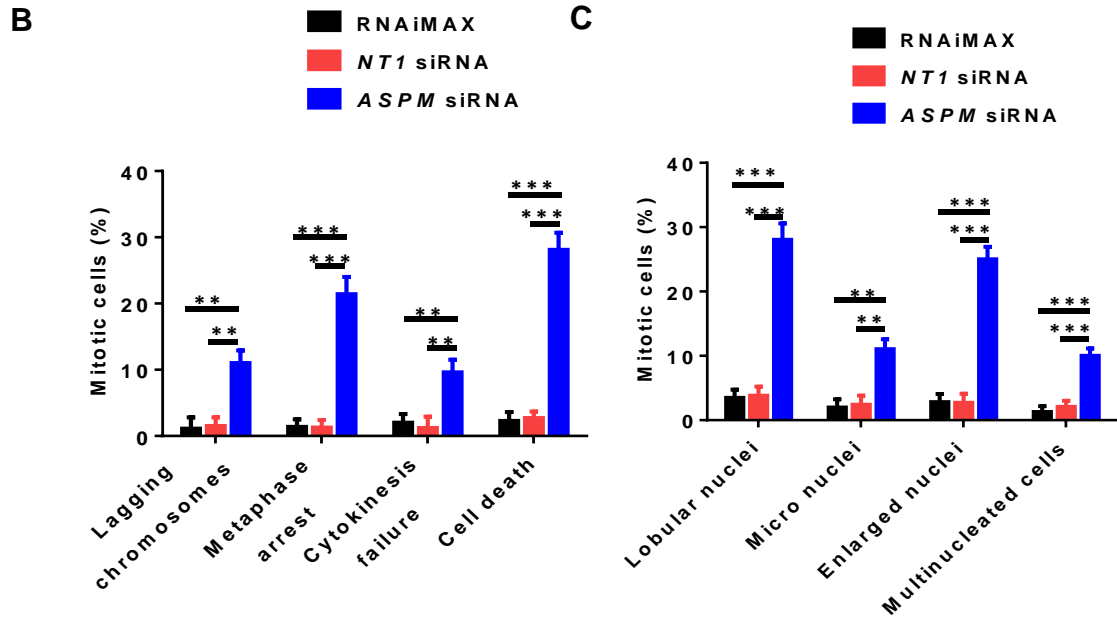 B
RNAiMAX
NT1 siRNA
ASPM siRNA
Mitotic cells (%)
40
30
20
10
0
**
**
***
***
**
**
***
***
Lagging
chromosomes
Metaphase
arrest
Cytokinesis
failure
Cell death
C
RNAiMAX
NT1 siRNA
ASPM siRNA
Mitotic cells (%)
40
30
20
10
0
***
***
**
**
***
***
***
***
Lobular nuclei
Micro nuclei
Enlarged nuclei
Multinucleated cells